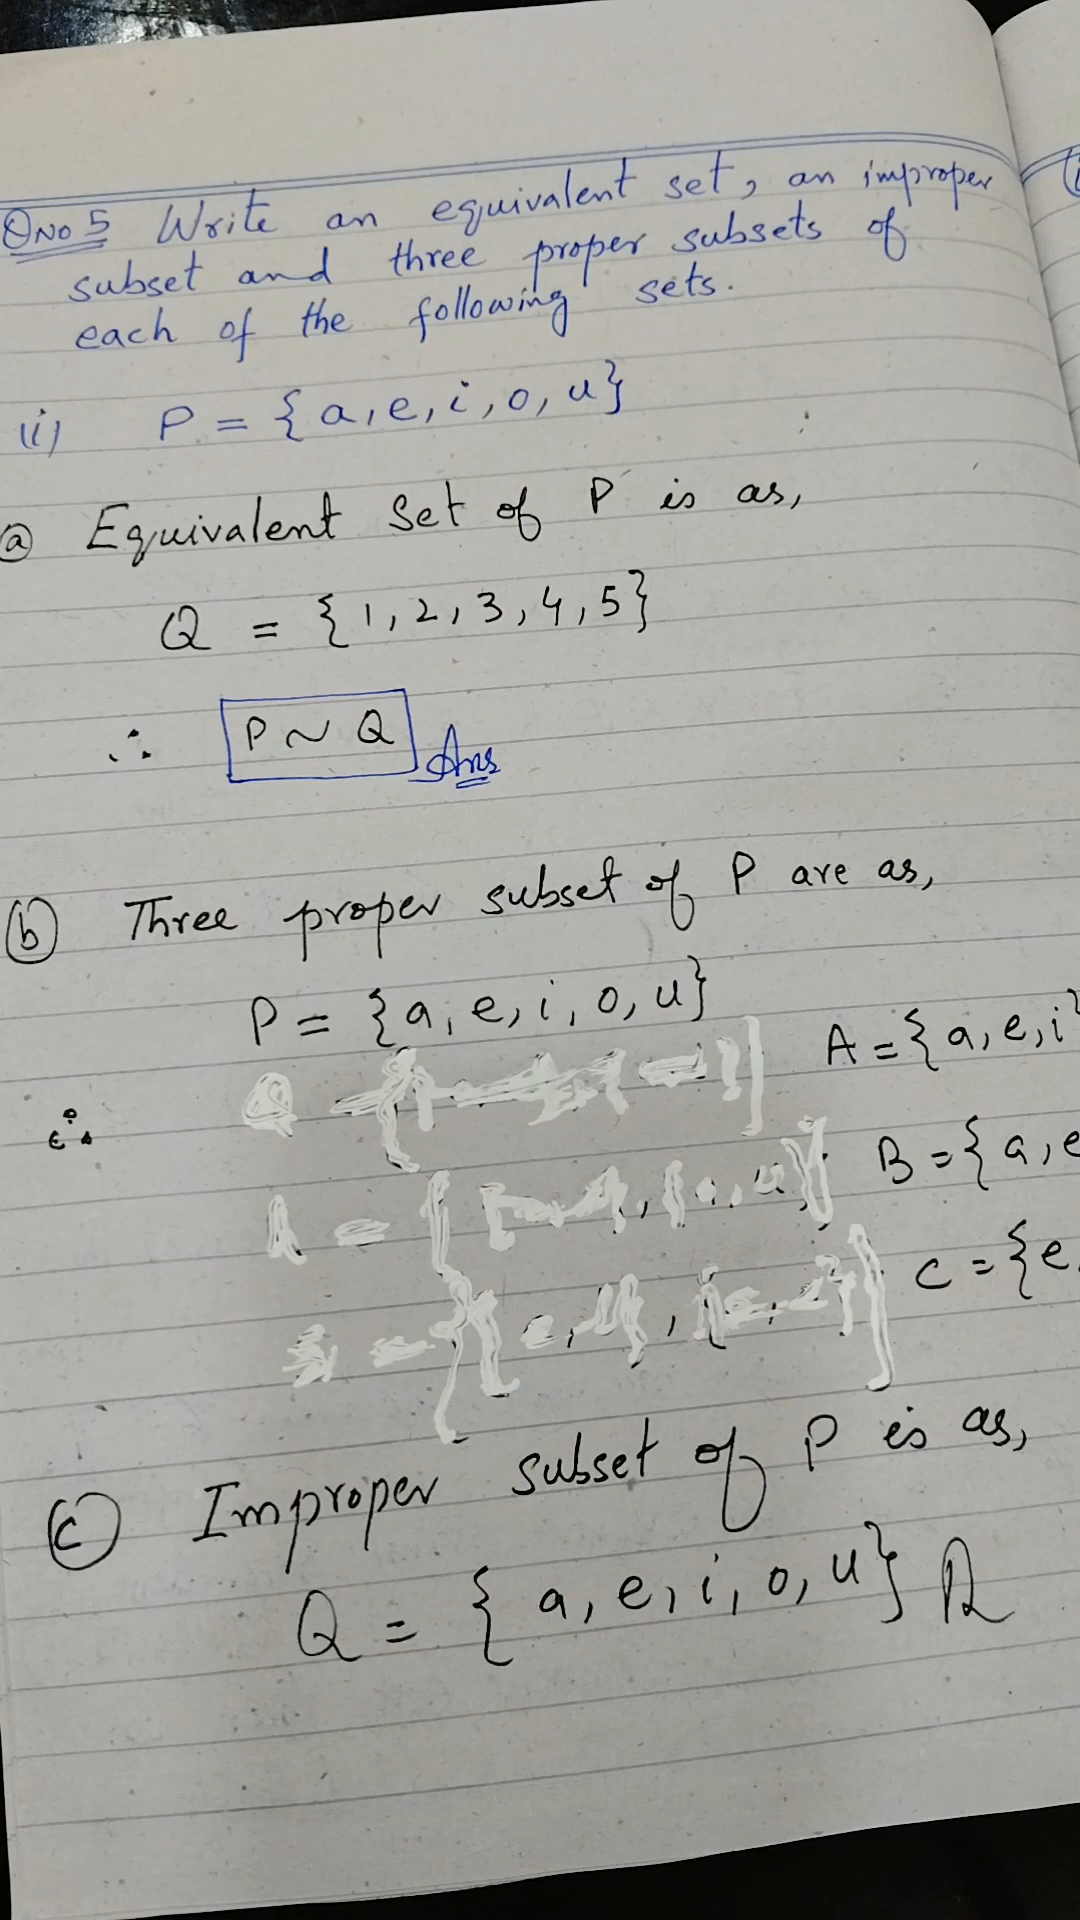 QNO 5 Write an equivalent set, an improper
subset and three proper subsets of
each of the following sets.
(i) P = {a, e, i, o, u}
(a) Equivalent Set of P is as,
Q = {1, 2, 3, 4, 5}
∴ P ~ Q Ans
(b) Three proper subset of P are as,
P = {a, e, i, o, u}
A = {a, e, i}
B = {a, e
C = {e,
(c) Improper subset of P is as,
Q = {a, e, i, o, u}